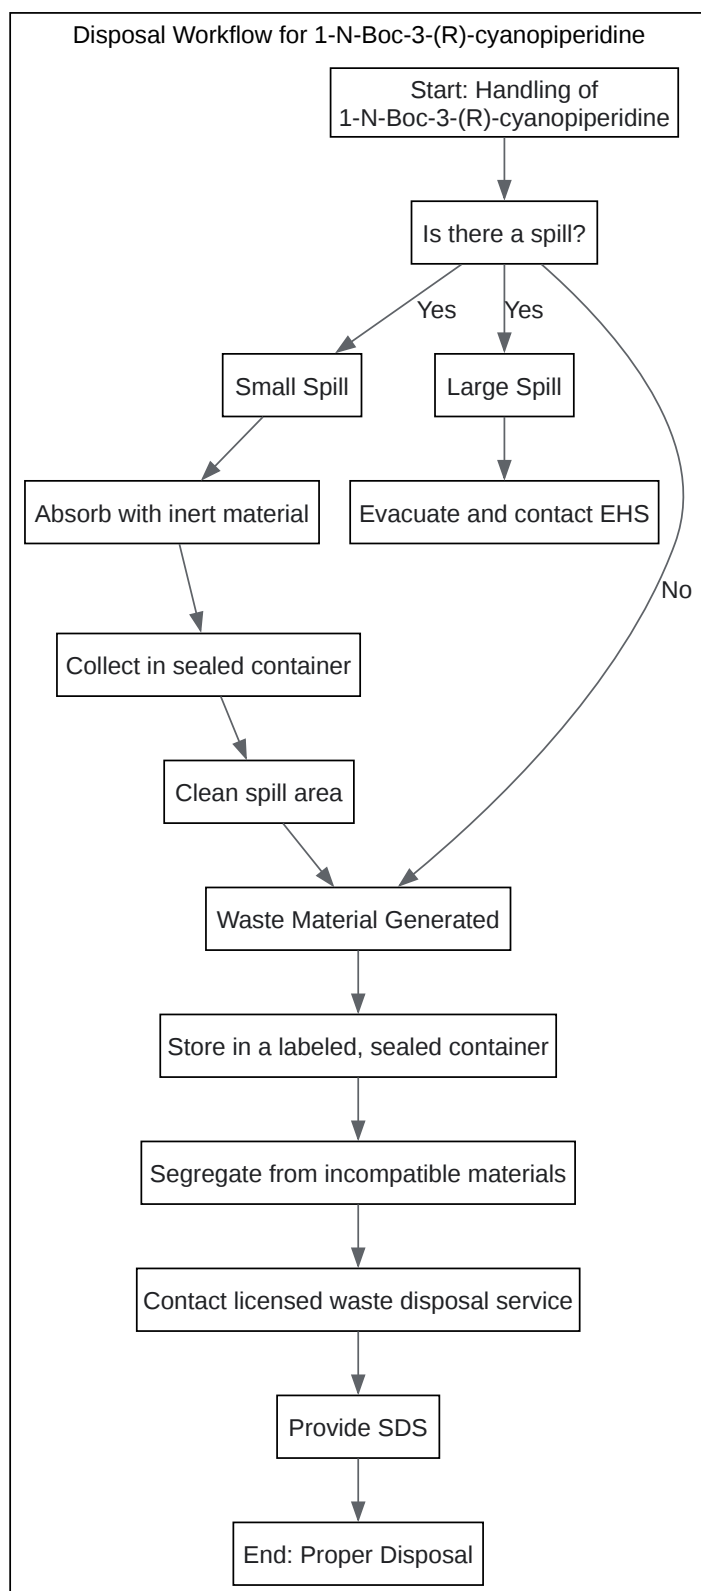 Disposal Workflow for 1-N-Boc-3-(R)-cyanopiperidine
Start: Handling of
1-N-Boc-3-(R)-cyanopiperidine
Is there a spill?
Yes
Yes
Small Spill
Large Spill
Absorb with inert material
Evacuate and contact EHS
No
Collect in sealed container
Clean spill area
Waste Material Generated
Store in a labeled, sealed container
Segregate from incompatible materials
Contact licensed waste disposal service
Provide SDS
End: Proper Disposal